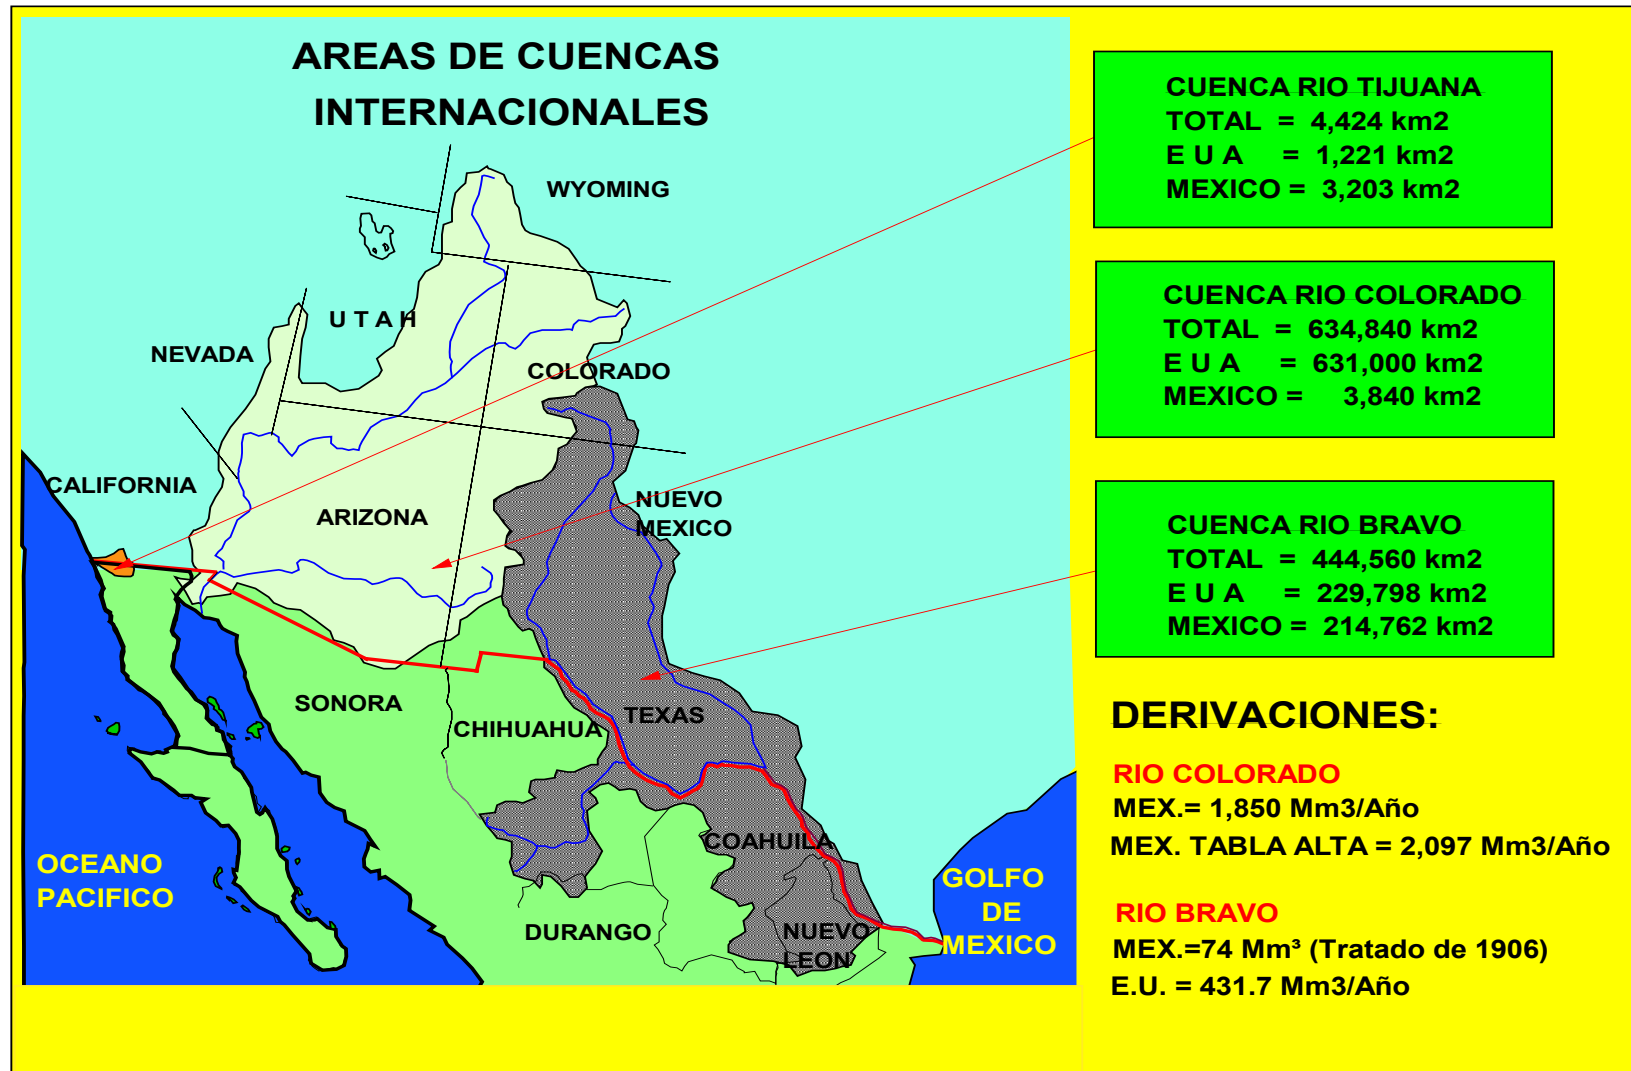 AREAS DE CUENCAS
INTERNACIONALES
WYOMING
U T A H
NEVADA
COLORADO
CALIFORNIA
ARIZONA
NUEVO
MEXICO
SONORA
CHIHUAHUA
TEXAS
COAHUILA
OCEANO
PACIFICO
DURANGO
NUEVO
LEON
GOLFO
DE
MEXICO
CUENCA RIO TIJUANA
TOTAL = 4,424 km2
E U A = 1,221 km2
MEXICO = 3,203 km2
CUENCA RIO COLORADO
TOTAL = 634,840 km2
E U A = 631,000 km2
MEXICO = 3,840 km2
CUENCA RIO BRAVO
TOTAL = 444,560 km2
E U A = 229,798 km2
MEXICO = 214,762 km2
DERIVACIONES:
RIO COLORADO
MEX.= 1,850 Mm3/Año
MEX. TABLA ALTA = 2,097 Mm3/Año
RIO BRAVO
MEX.=74 Mm³ (Tratado de 1906)
E.U. = 431.7 Mm3/Año